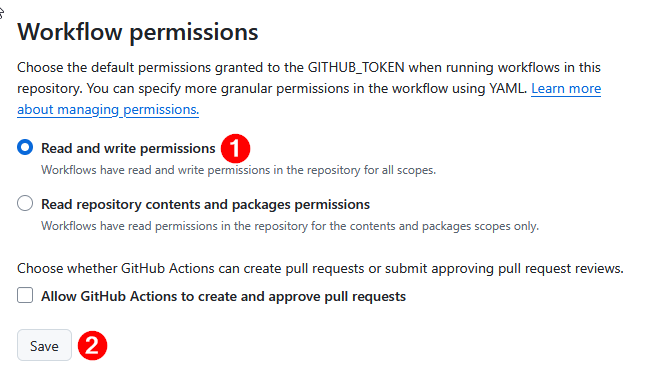 Workflow permissions
Choose the default permissions granted to the GITHUB_TOKEN when running workflows in this
repository. You can specify more granular permissions in the workflow using YAML. Learn more
about managing permissions.
Read and write permissions 1
Workflows have read and write permissions in the repository for all scopes.
Read repository contents and packages permissions
Workflows have read permissions in the repository for the contents and packages scopes only.
Choose whether GitHub Actions can create pull requests or submit approving pull request reviews.
Allow GitHub Actions to create and approve pull requests
Save 2